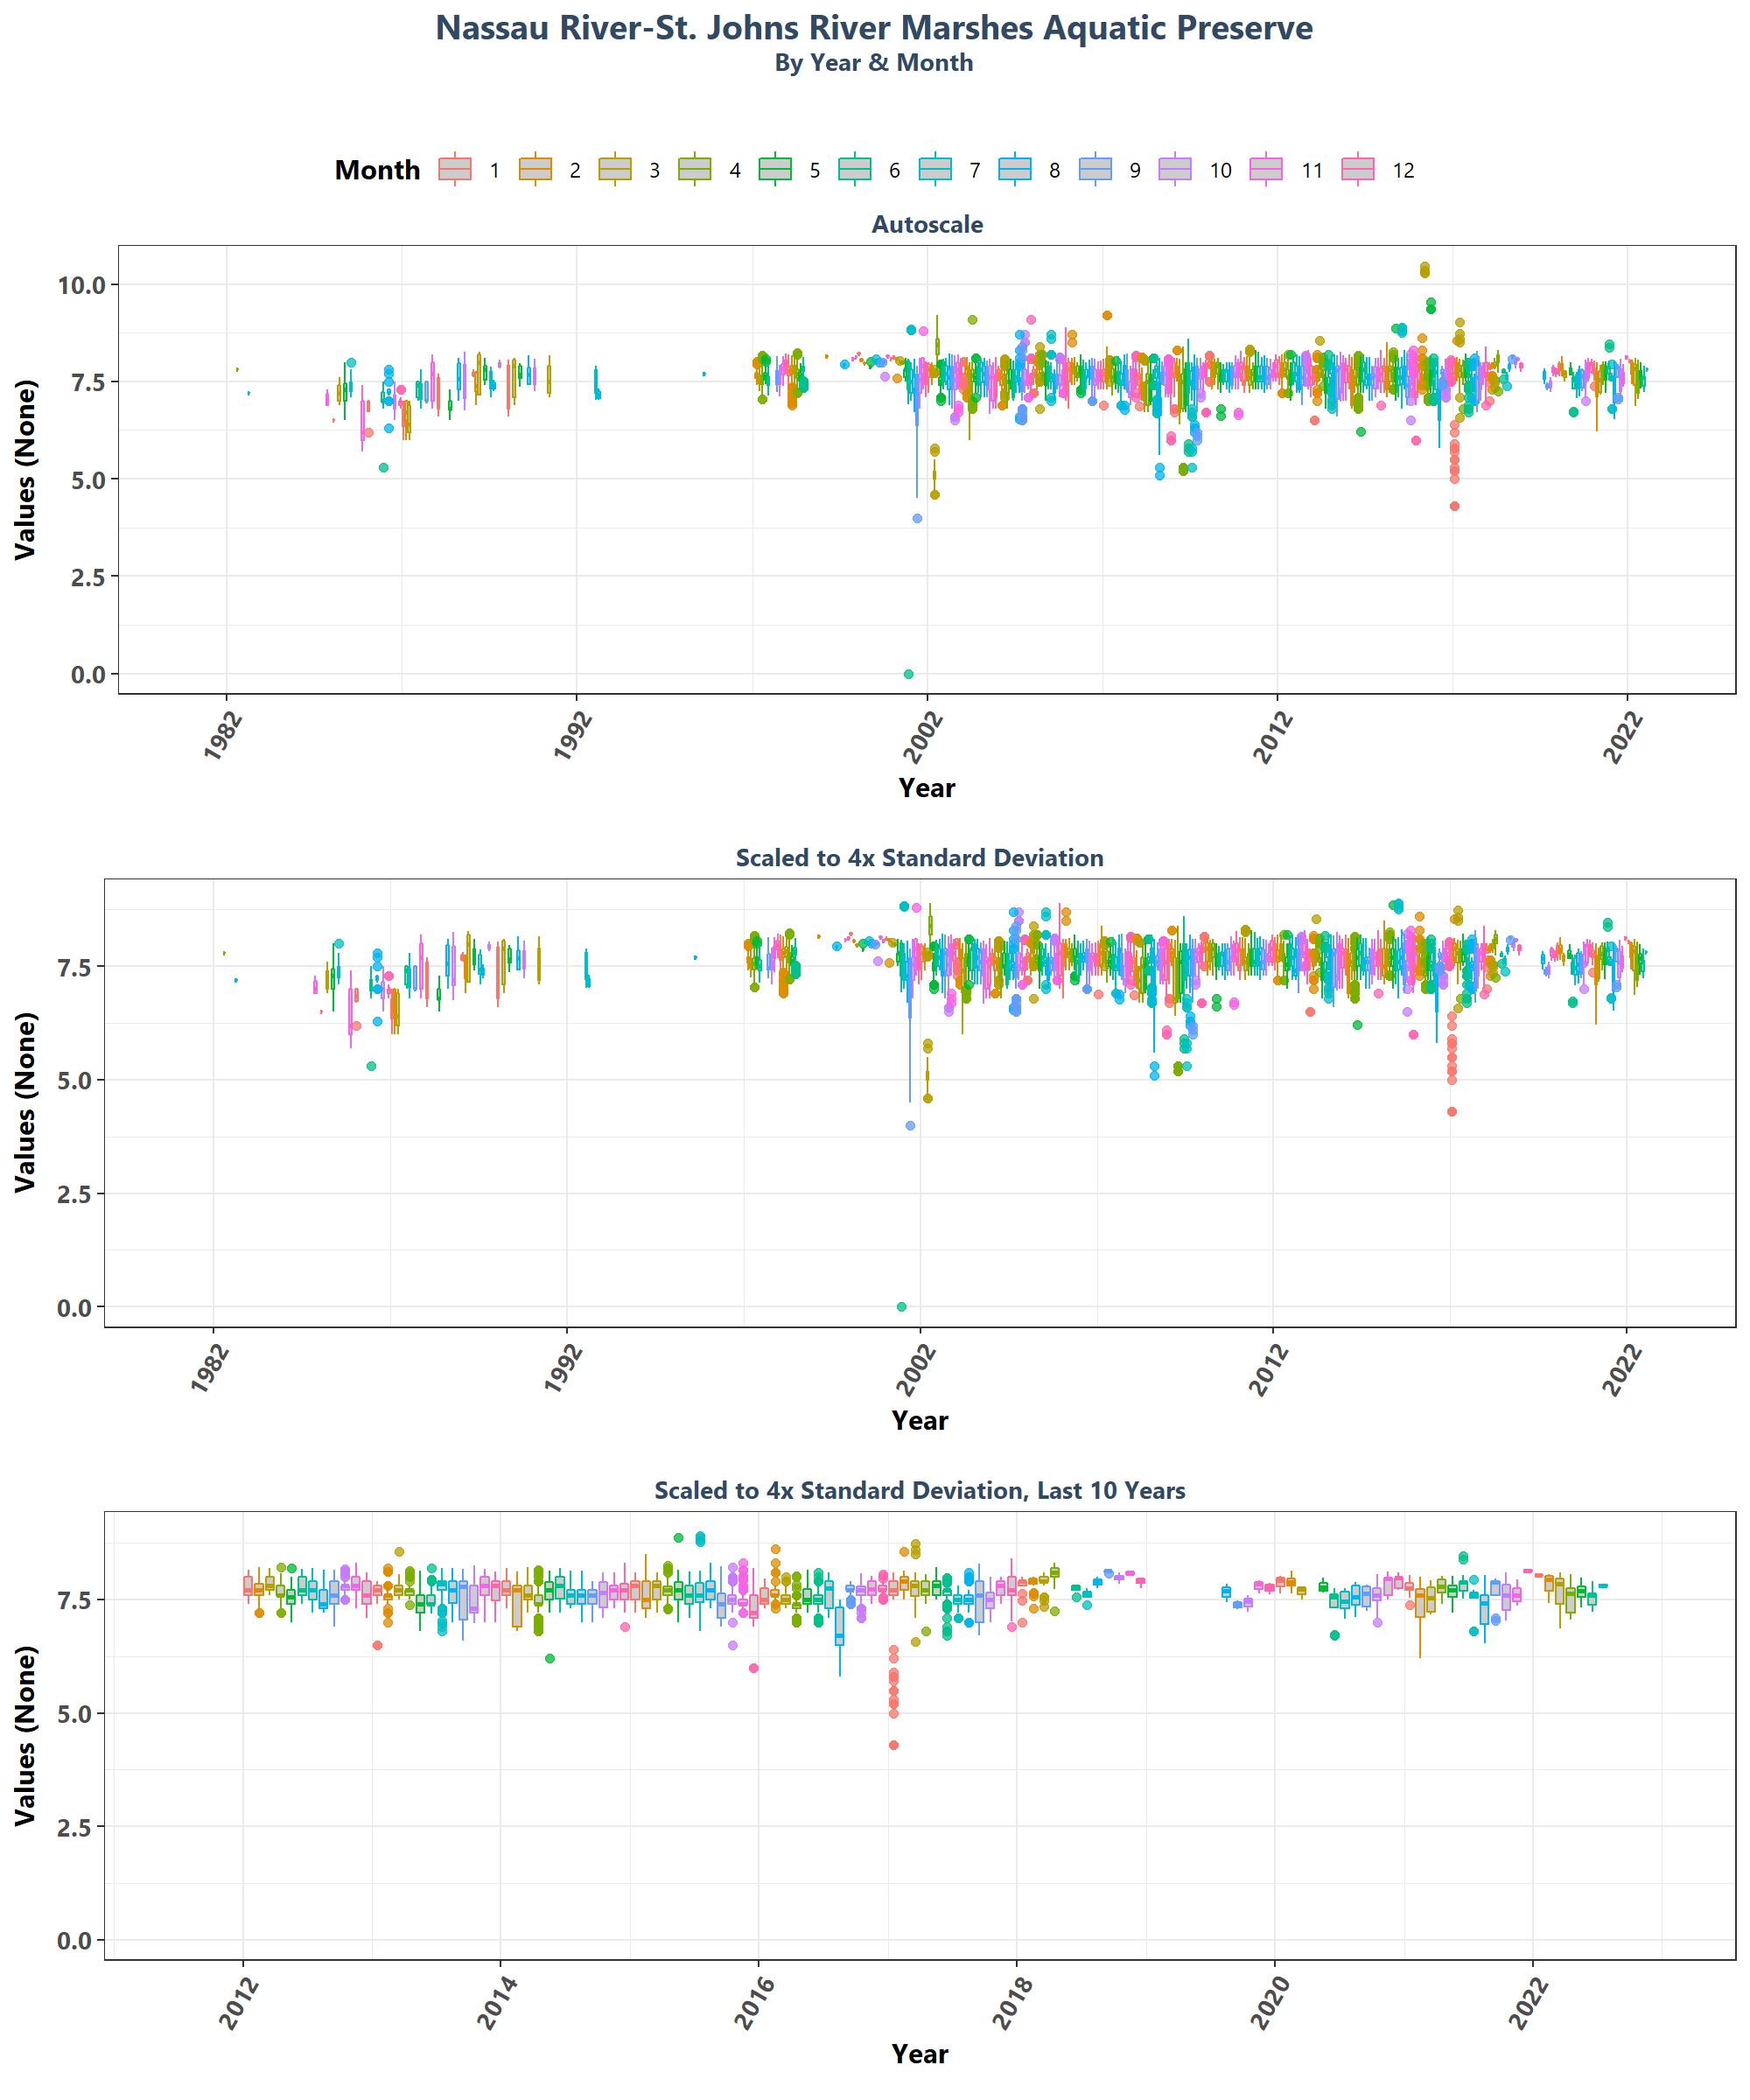 Nassau River-St. Johns River Marshes Aquatic Preserve
By Year & Month
Month 1 2 3 4 5 6 7 8 9 10 11 12
Autoscale
Values (None)
10.0
7.5
5.0
2.5
0.0
1982 1992 2002 2012 2022
Year
Scaled to 4x Standard Deviation
Values (None)
7.5
5.0
2.5
0.0
1982 1992 2002 2012 2022
Year
Scaled to 4x Standard Deviation, Last 10 Years
Values (None)
7.5
5.0
2.5
0.0
2012 2014 2016 2018 2020 2022
Year